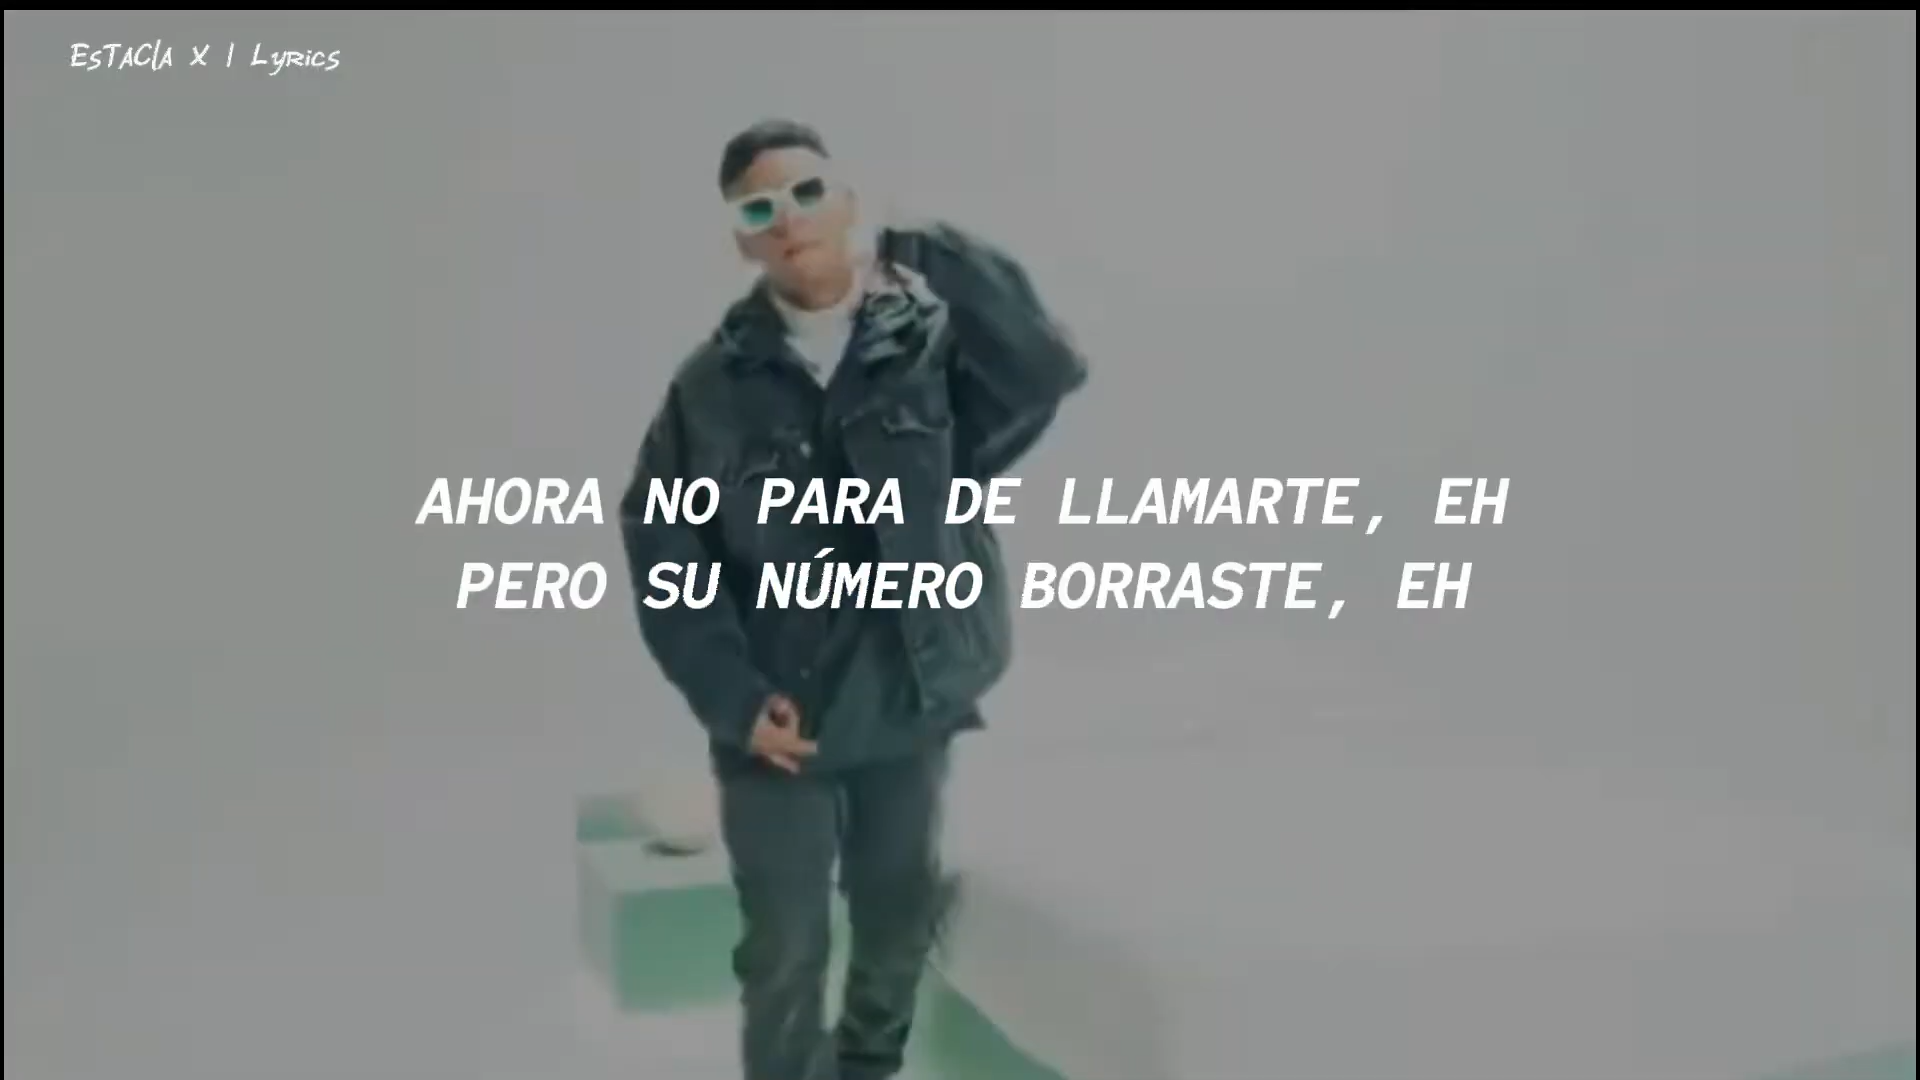 EsTACIA X | Lyrics
AHORA NO PARA DE LLAMARTE, EH
PERO SU NÚMERO BORRASTE, EH